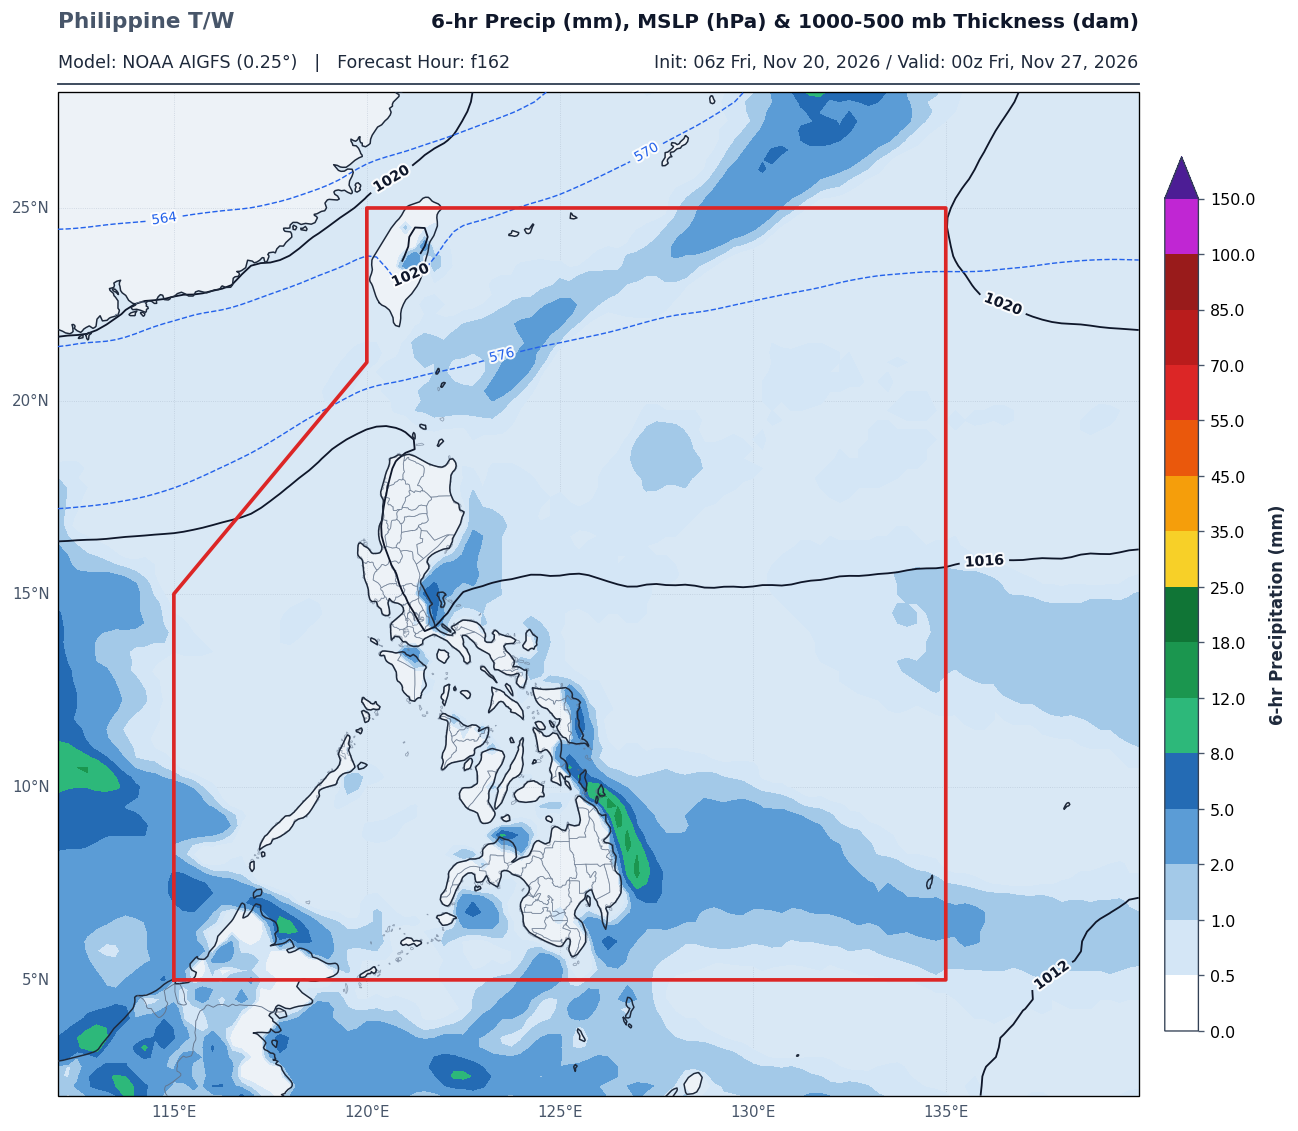 Philippine T/W
6-hr Precip (mm), MSLP (hPa) & 1000-500 mb Thickness (dam)
Model: NOAA AIGFS (0.25°) | Forecast Hour: f162
Init: 06z Fri, Nov 20, 2026 / Valid: 00z Fri, Nov 27, 2026
570
1020
564
1020
1020
576
1016
1012
25°N
20°N
15°N
10°N
5°N
115°E
120°E
125°E
130°E
135°E
150.0
100.0
85.0
70.0
55.0
45.0
35.0
25.0
18.0
12.0
8.0
5.0
2.0
1.0
0.5
0.0
6-hr Precipitation (mm)